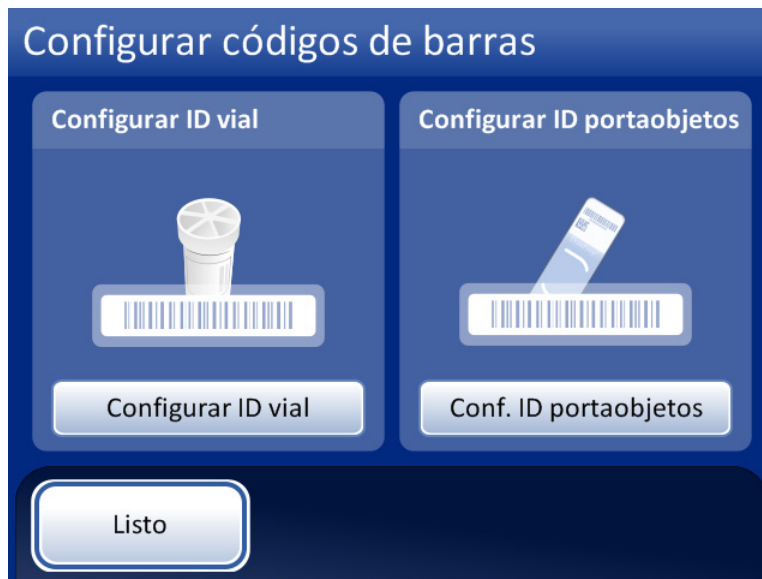 Configurar códigos de barras
Configurar ID vial
Configurar ID portaobjetos
Configurar ID vial
Conf. ID portaobjetos
Listo